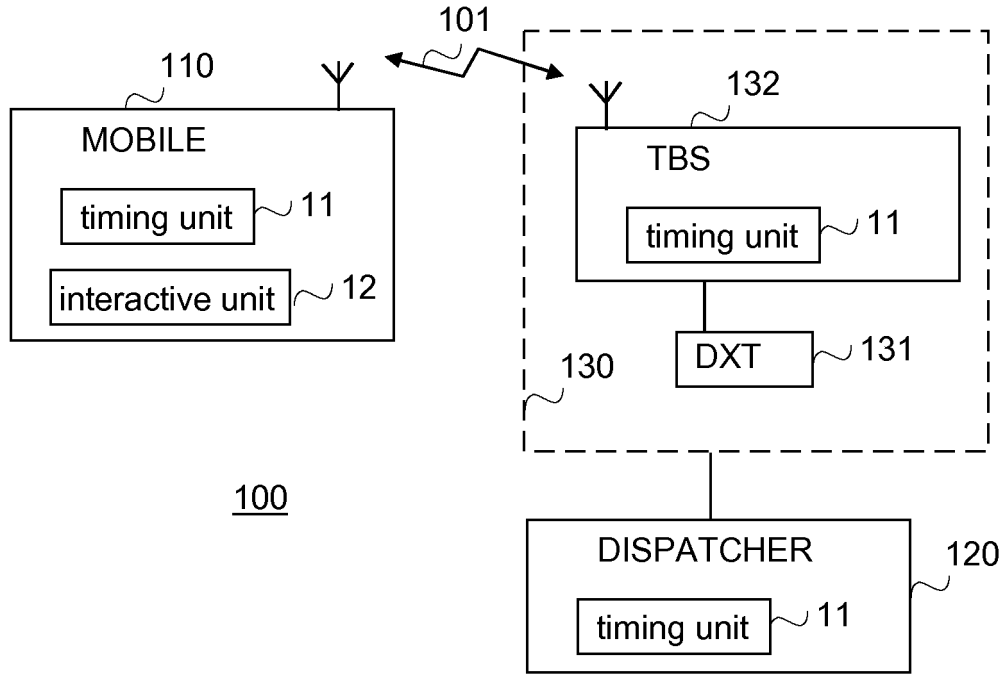 101
110
132
MOBILE
TBS
timing unit
11
timing unit
11
interactive unit
12
DXT
131
130
100
DISPATCHER
120
timing unit
11